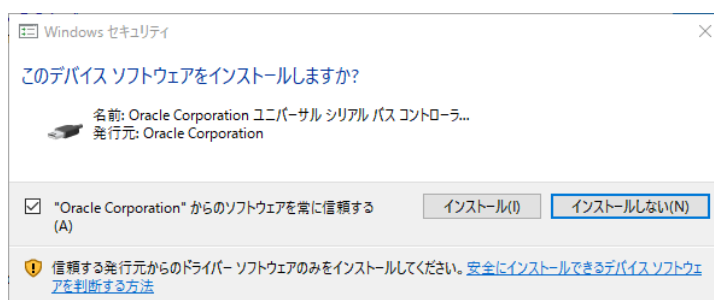 Windows セキュリティ
このデバイス ソフトウェアをインストールしますか?
名前: Oracle Corporation ユニバーサル シリアル バス コントローラ...
発行元: Oracle Corporation
"Oracle Corporation" からのソフトウェアを常に信頼する
(A)
インストール(I)
インストールしない(N)
信頼する発行元からのドライバー ソフトウェアのみをインストールしてください。安全にインストールできるデバイス ソフトウェ
アを判断する方法